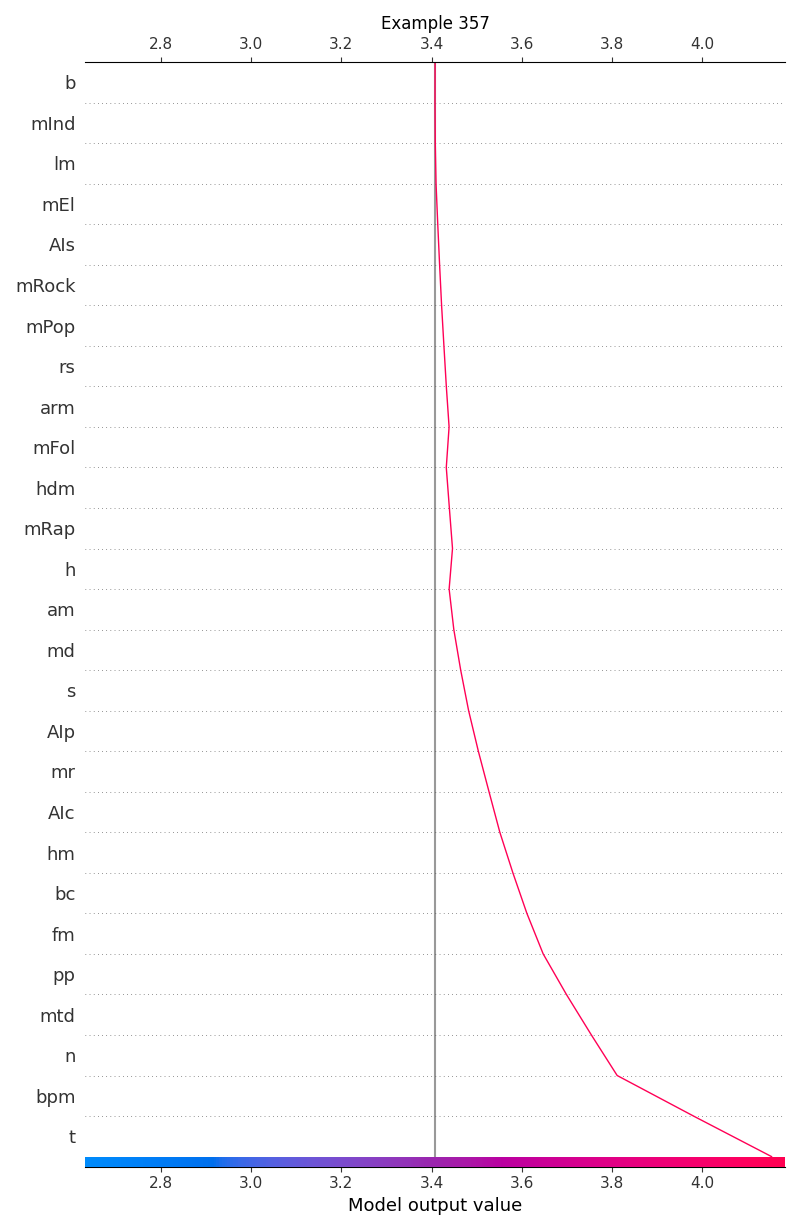 Example 357
2.8 3.0 3.2 3.4 3.6 3.8 4.0
b
mInd
lm
mEl
AIs
mRock
mPop
rs
arm
mFol
hdm
mRap
h
am
md
s
AIp
mr
AIc
hm
bc
fm
pp
mtd
n
bpm
t
2.8 3.0 3.2 3.4 3.6 3.8 4.0
Model output value